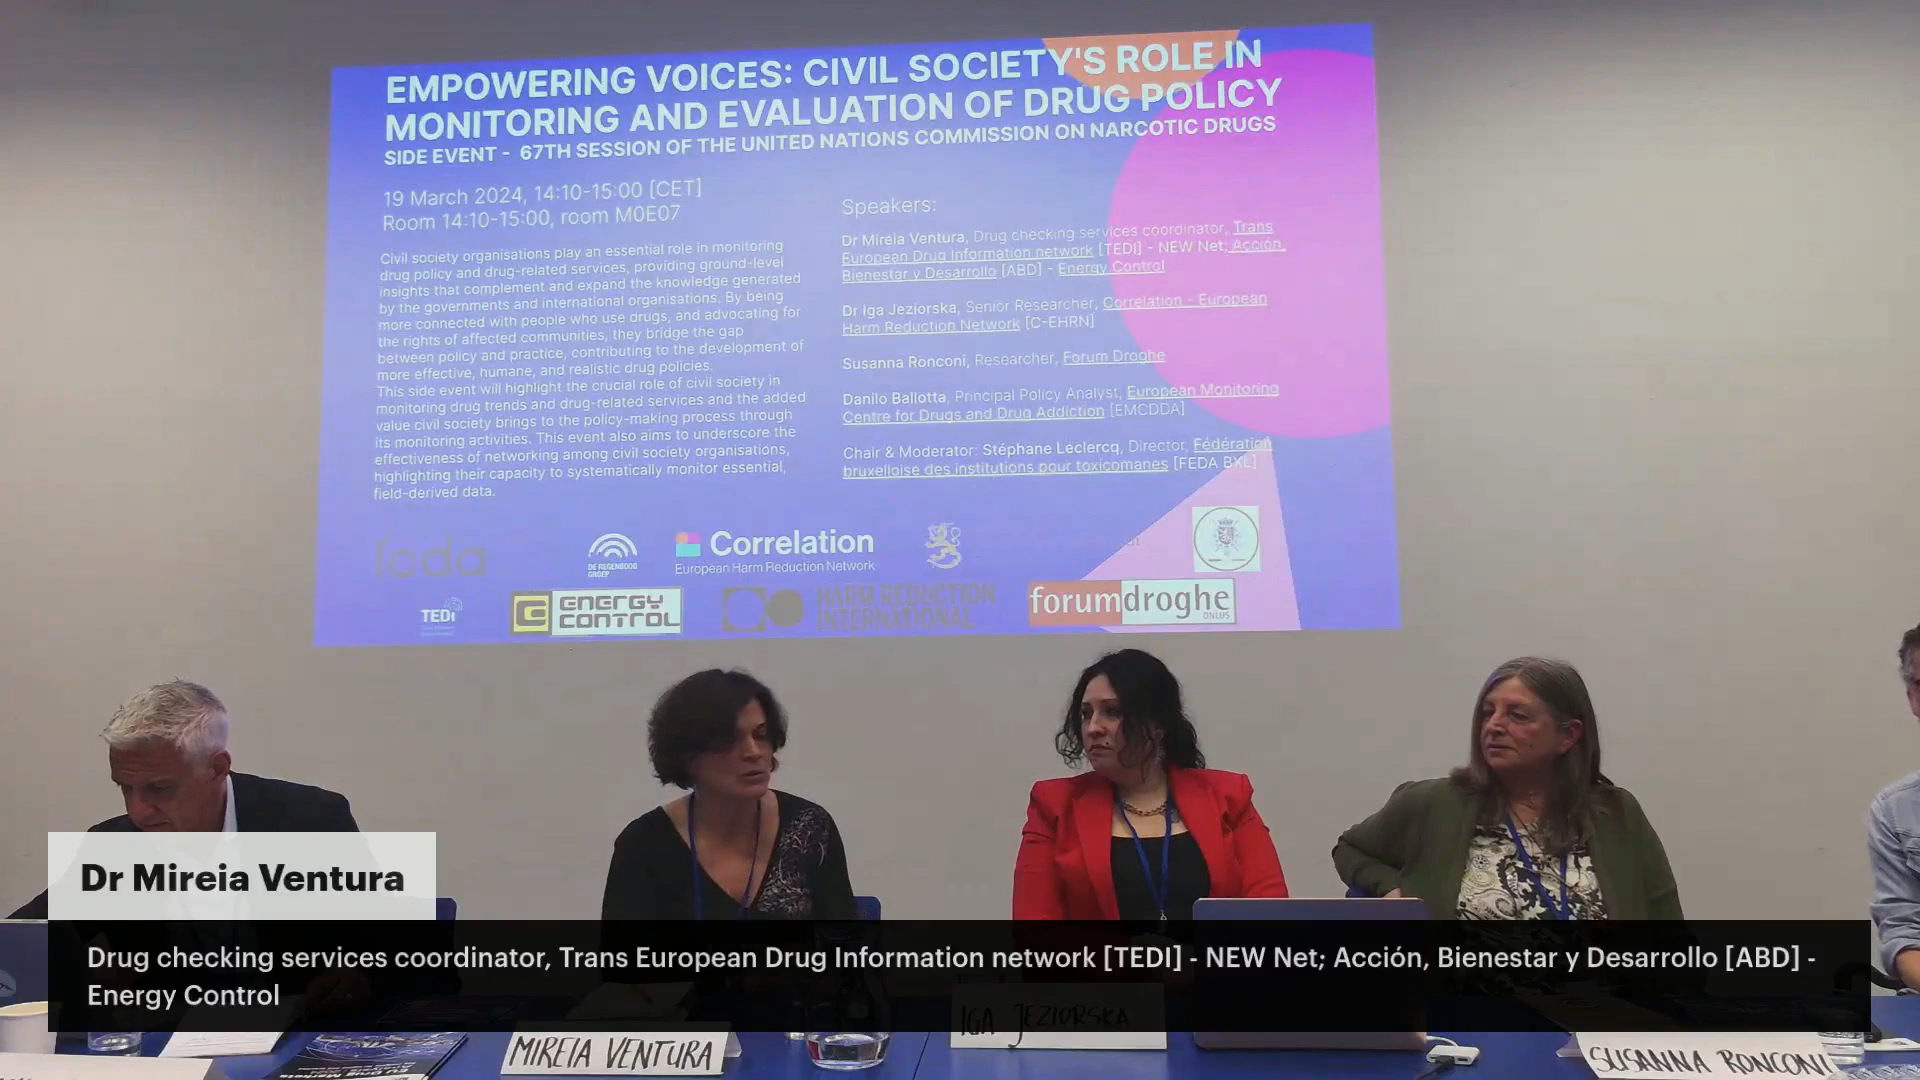 EMPOWERING VOICES: CIVIL SOCIETY'S ROLE IN
MONITORING AND EVALUATION OF DRUG POLICY
SIDE EVENT - 67TH SESSION OF THE UNITED NATIONS COMMISSION ON NARCOTIC DRUGS
19 March 2024, 14:10-15:00 [CET]
Room 14:10-15:00, room M0E07
Civil society organisations play an essential role in monitoring
drug policy and drug-related services, providing ground-level
insights that complement and expand the knowledge generated
by the governments and international organisations. By being
more connected with people who use drugs, and advocating for
the rights of affected communities, they bridge the gap
between policy and practice, contributing to the development of
more effective, humane, and realistic drug policies.
This side event will highlight the crucial role of civil society in
monitoring drug trends and drug-related services and the added
value civil society brings to the policy-making process through
its monitoring activities. This event also aims to underscore the
effectiveness of networking among civil society organisations,
highlighting their capacity to systematically monitor essential,
field-derived data.
Speakers:
Dr Mireia Ventura, Drug checking services coordinator, Trans
European Drug Information network [TEDI] - NEW Net; Acción,
Bienestar y Desarrollo [ABD] - Energy Control
Dr Iga Jeziorska, Senior Researcher, Correlation - European
Harm Reduction Network [C-EHRN]
Susanna Ronconi, Researcher, Forum Droghe
Danilo Ballotta, Principal Policy Analyst, European Monitoring
Centre for Drugs and Drug Addiction [EMCDDA]
Chair & Moderator: Stéphane Leclercq, Director, Fédération
bruxelloise des institutions pour toxicomanes [FEDA BXL]
feda
DE REGENBOOG
GROEP
Correlation
European Harm Reduction Network
TEDI
ENERGY
CONTROL
HARM REDUCTION
INTERNATIONAL
forumdroghe
ONLUS
Dr Mireia Ventura
Drug checking services coordinator, Trans European Drug Information network [TEDI] - NEW Net; Acción, Bienestar y Desarrollo [ABD] -
Energy Control
MIREIA VENTURA
IGA JEZIORSKA
SUSANNA RONCONI